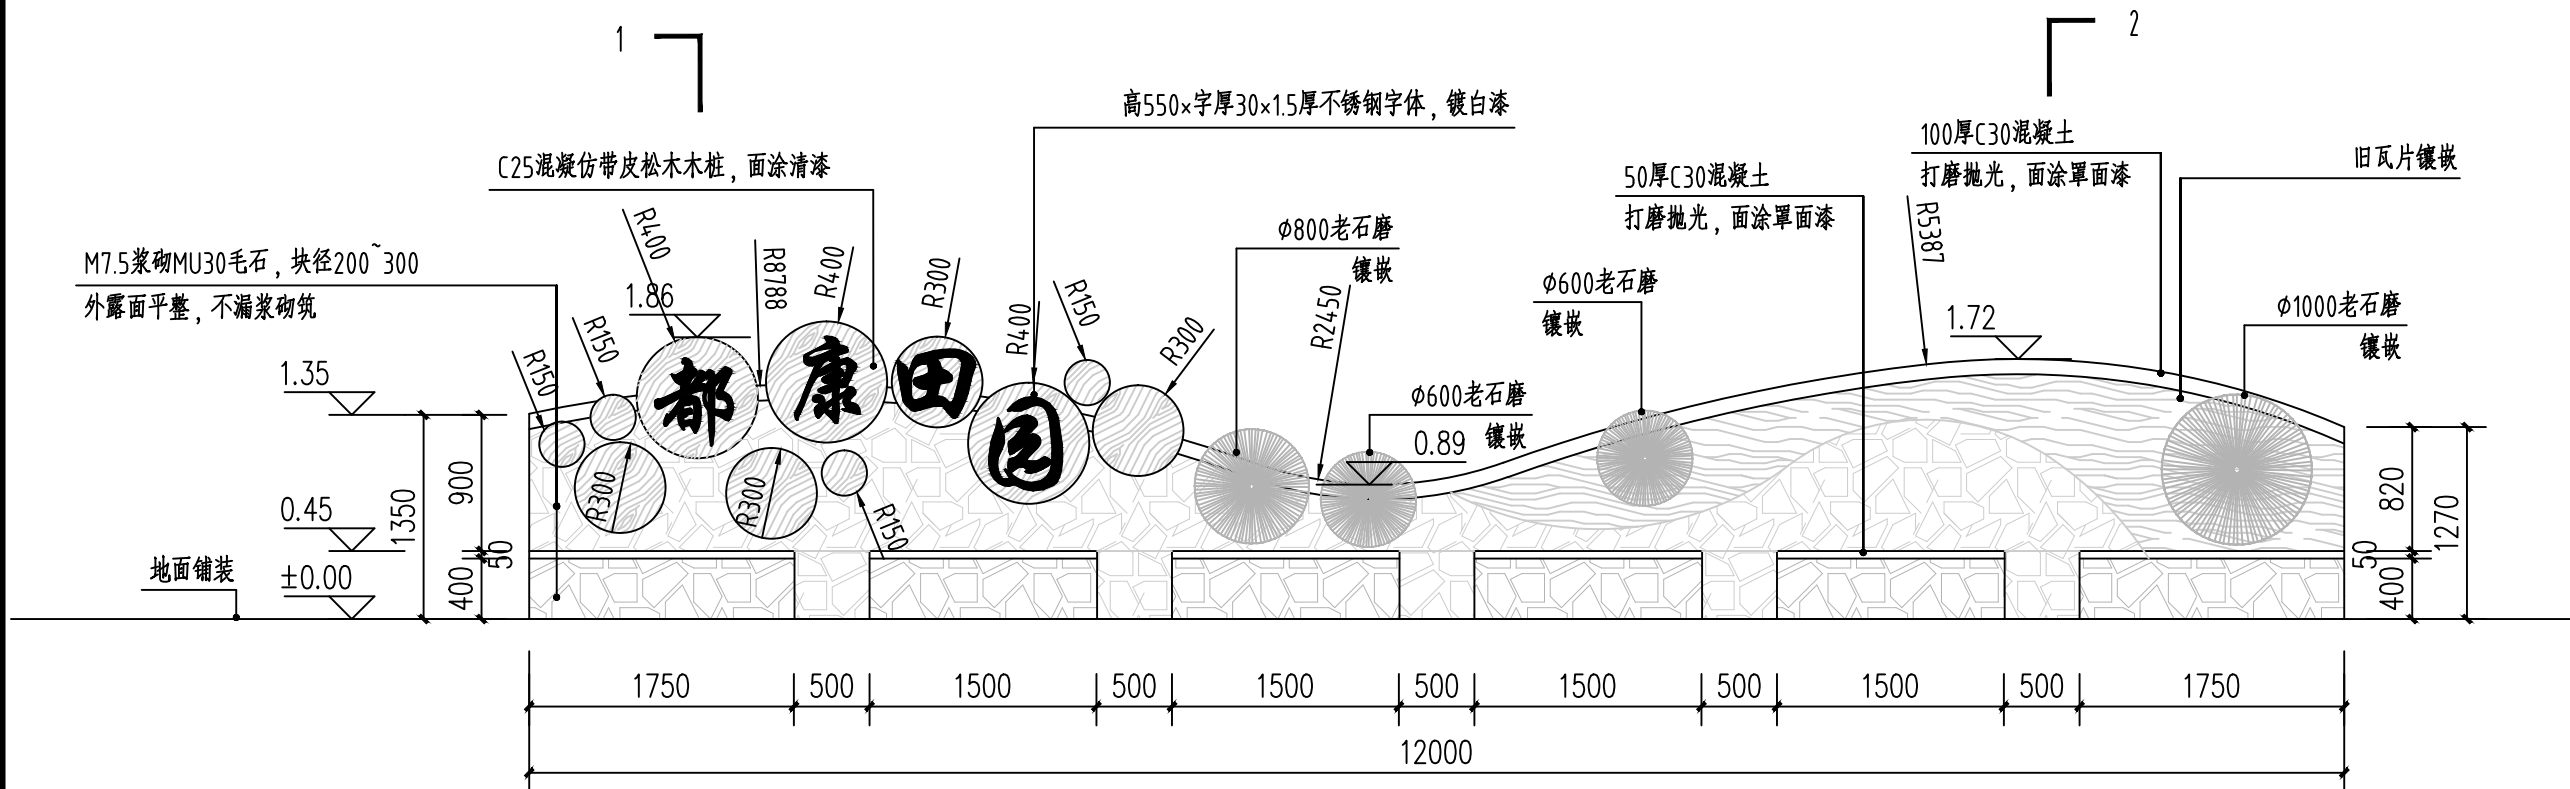 1
2
高550×字厚30×1.5厚不锈钢字体，镀白漆
C25混凝仿带皮松木木桩，面涂清漆
100厚C30混凝土
打磨抛光，面涂罩面漆
旧瓦片镶嵌
50厚C30混凝土
打磨抛光，面涂罩面漆
M7.5浆砌MU30毛石，块径200~300
外露面平整，不漏浆砌筑
Φ800老石磨
镶嵌
Φ600老石磨
镶嵌
Φ1000老石磨
镶嵌
Φ600老石磨
镶嵌
R400
R8788
R400
R300
R400
R150
R300
R2450
R5387
R150
R150
R300
R300
R150
1.86
1.72
1.35
0.89
0.45
±0.00
地面铺装
都康田园
1350
900
50
400
820
1270
50
400
1750
500
1500
500
1500
500
1500
500
1500
500
1750
12000